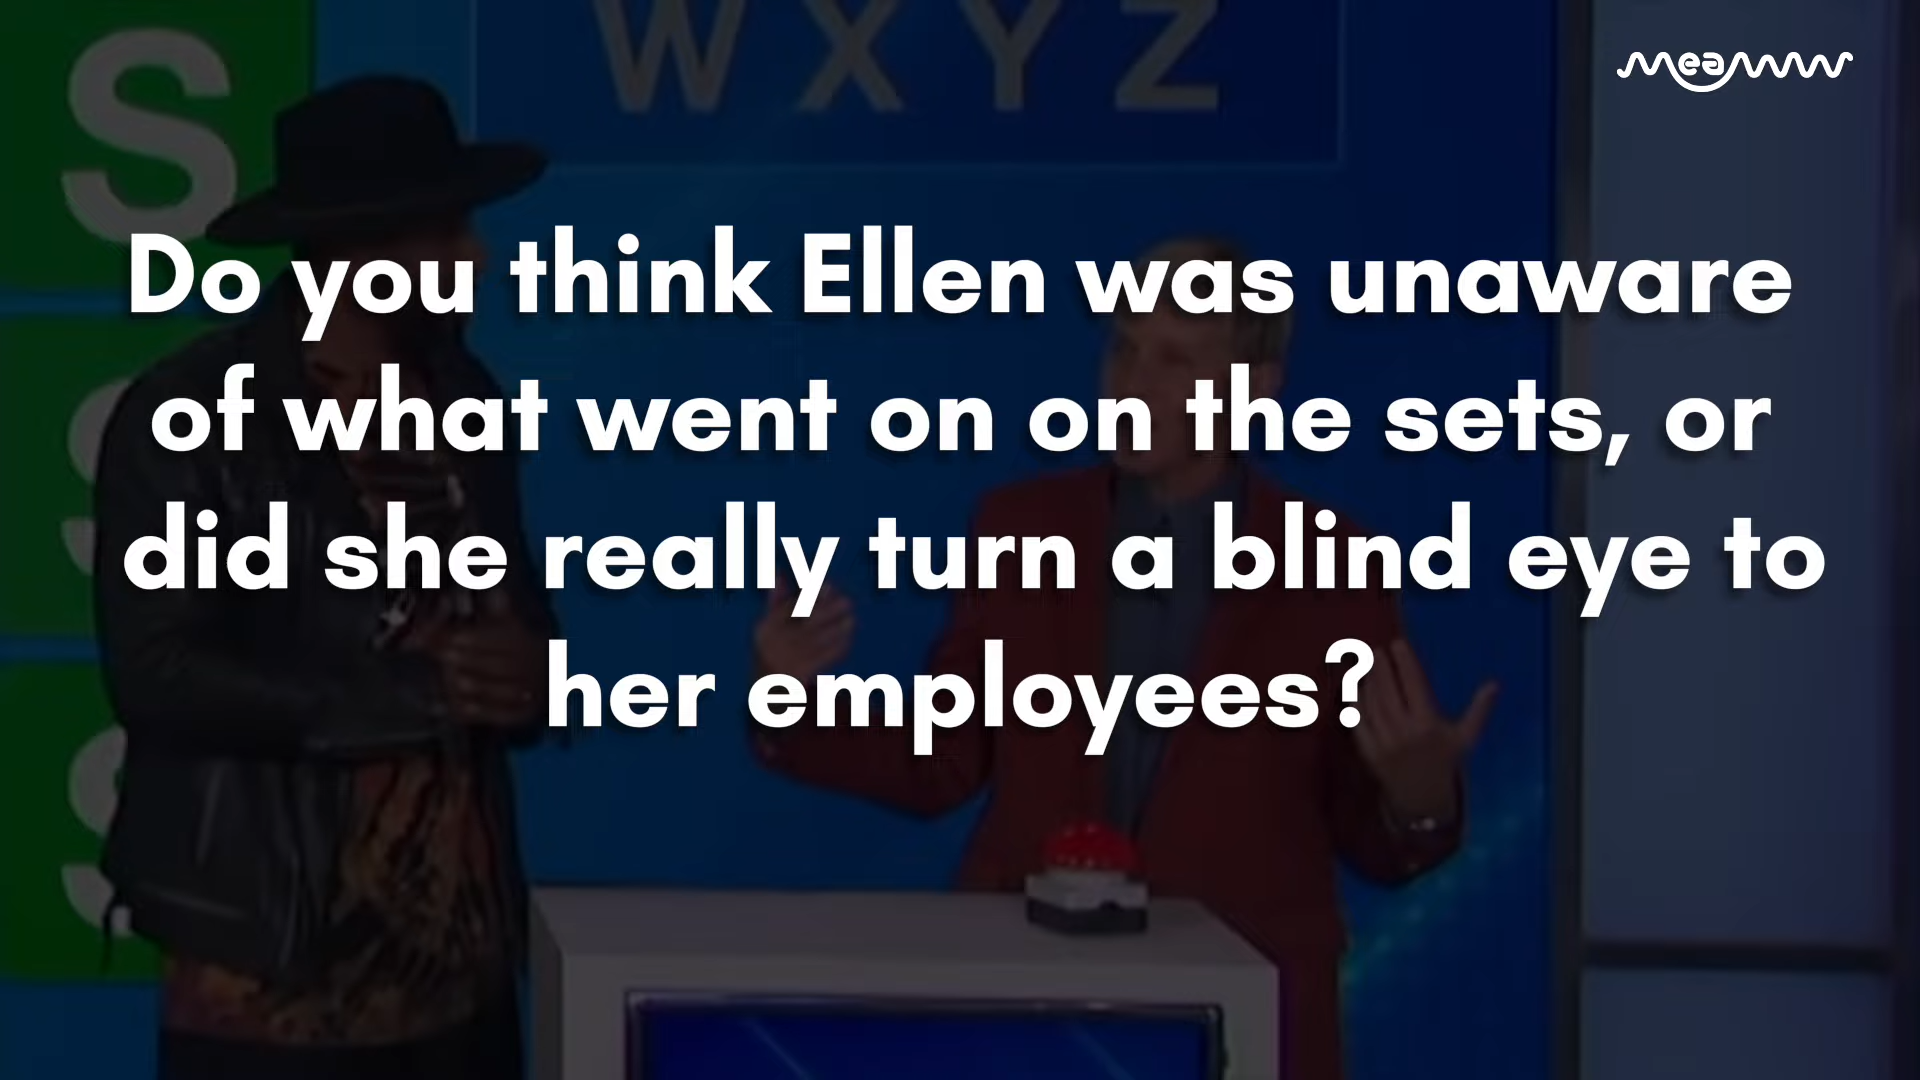 W X Y Z
meaww
S
Do you think Ellen was unaware
of what went on on the sets, or
did she really turn a blind eye to
her employees?
S
S